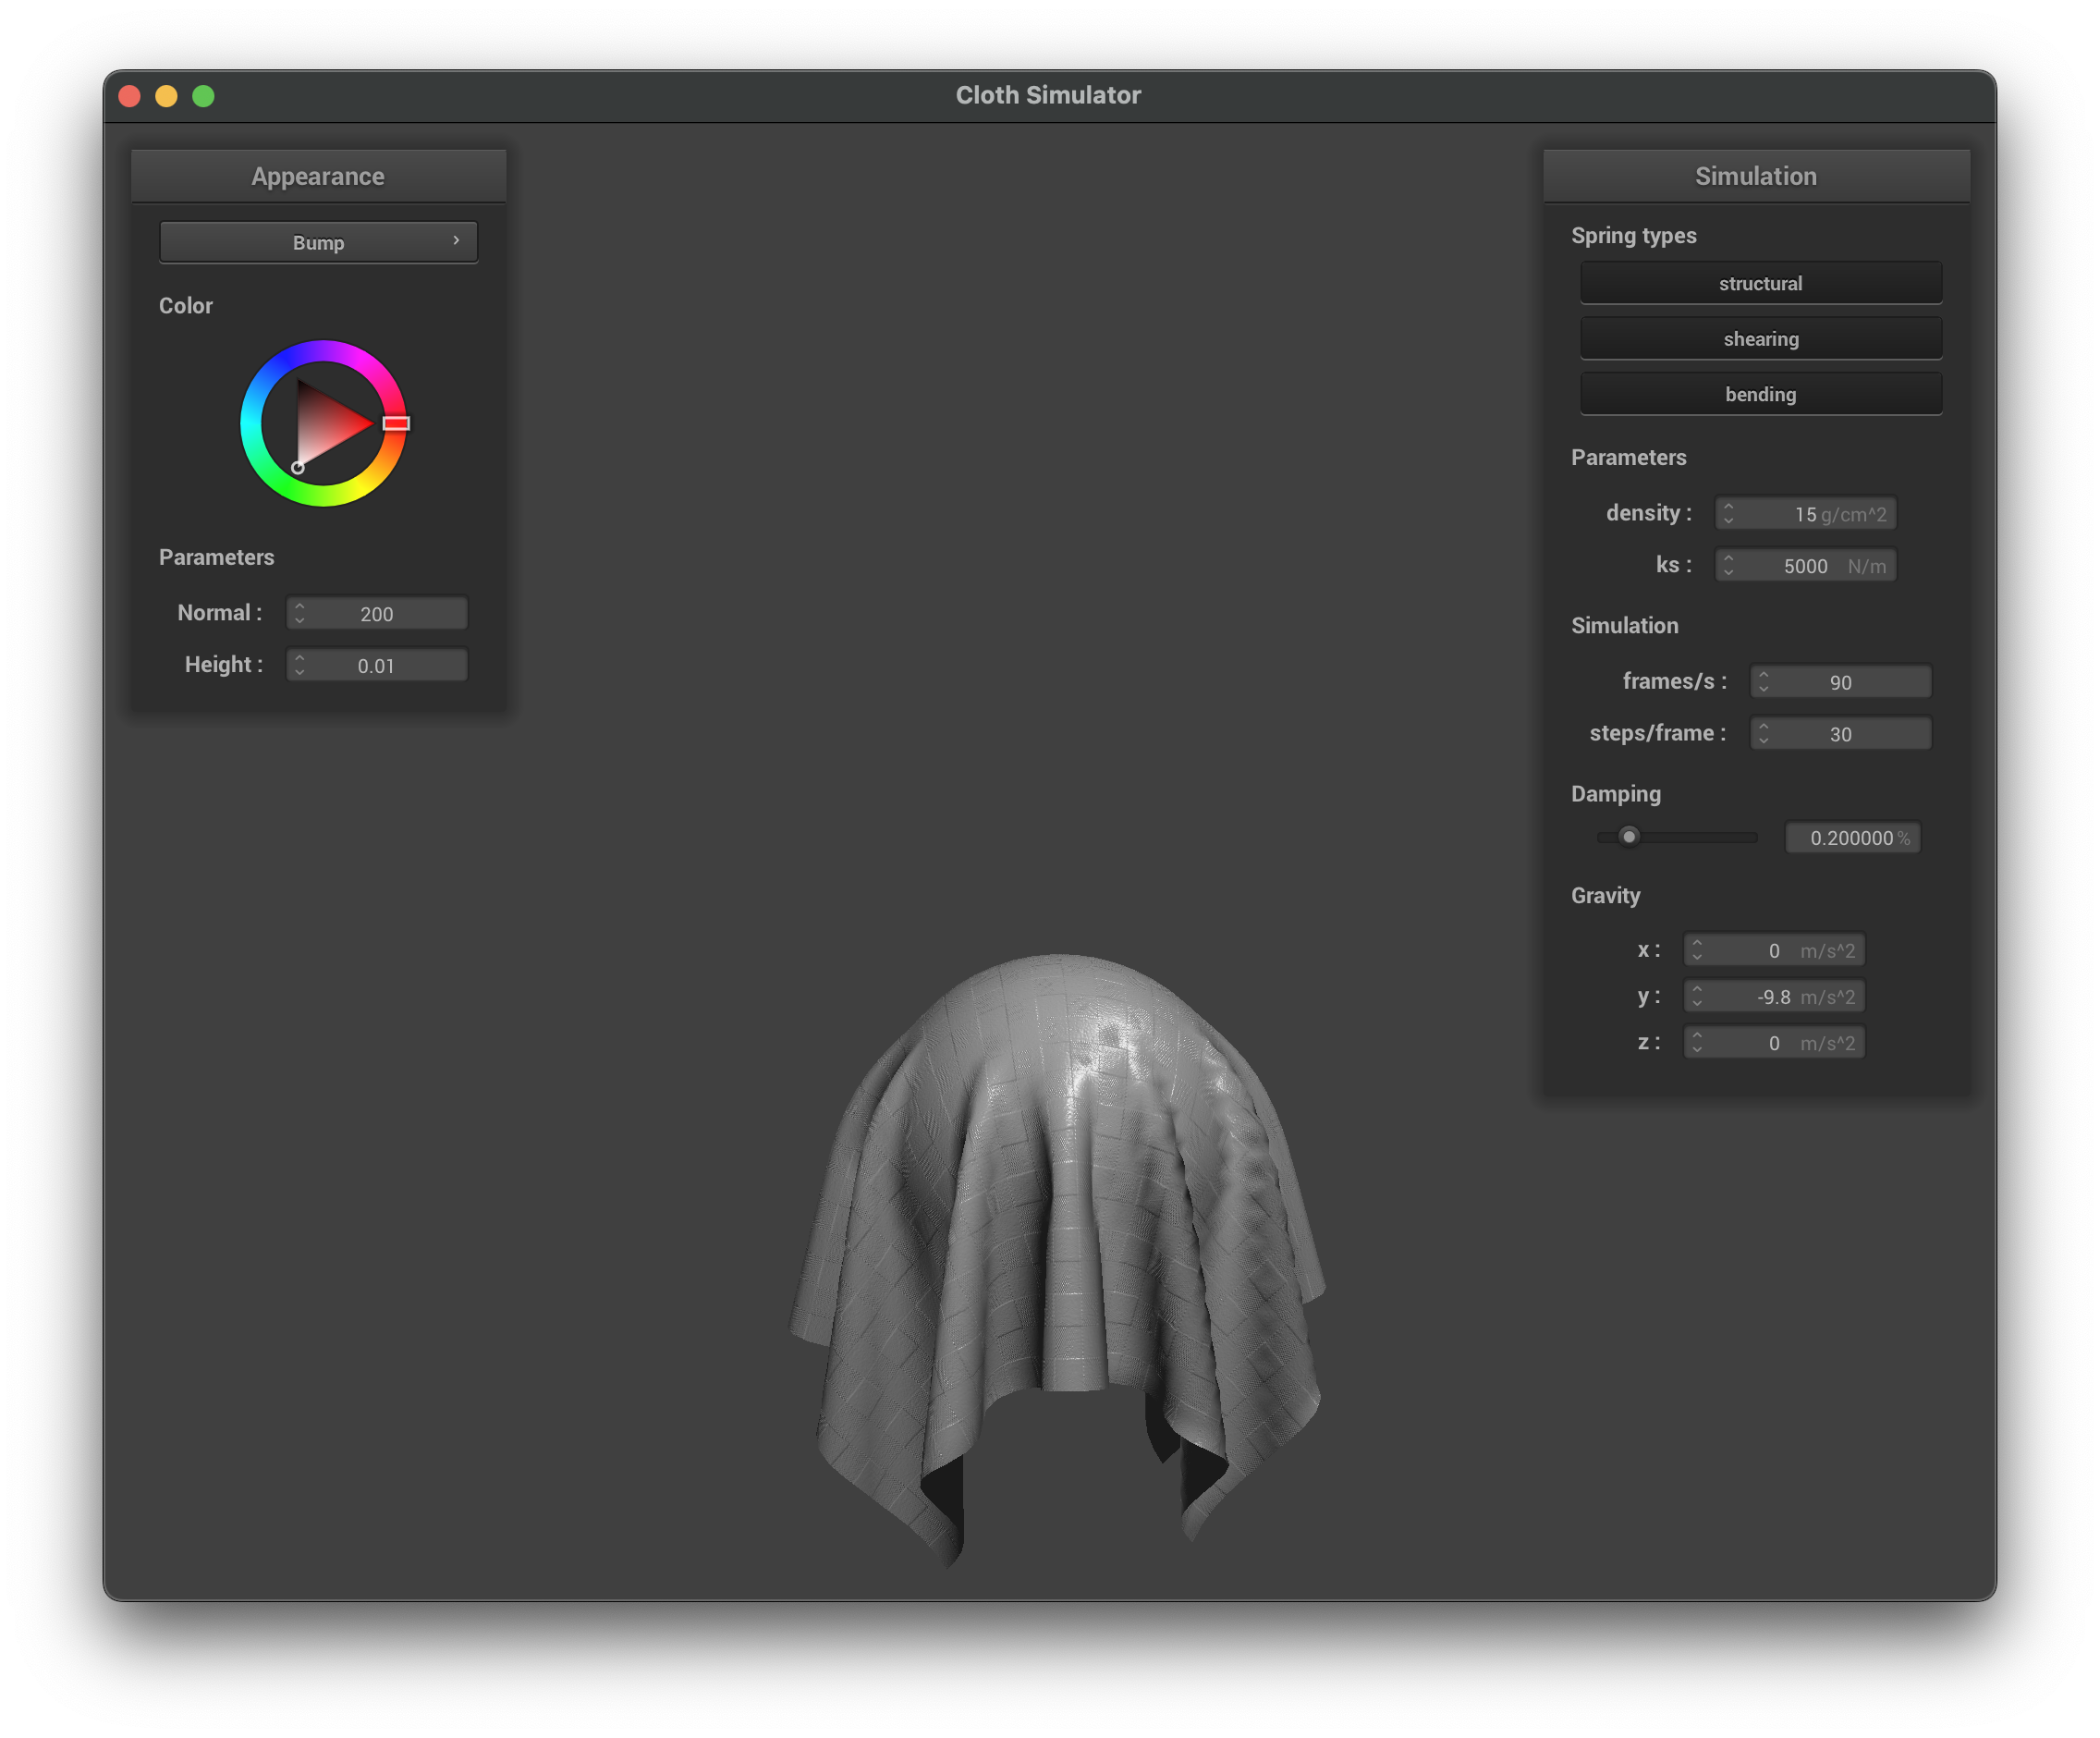 Cloth Simulator
Appearance
Bump
Color
Parameters
Normal : 200
Height : 0.01
Simulation
Spring types
structural
shearing
bending
Parameters
density : 15 g/cm^2
ks : 5000 N/m
Simulation
frames/s : 90
steps/frame : 30
Damping
0.200000 %
Gravity
x : 0 m/s^2
y : -9.8 m/s^2
z : 0 m/s^2